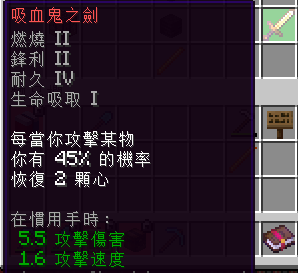 吸血鬼之劍
燃燒 II
鋒利 II
耐久 IV
生命吸取 I
每當你攻擊某物
你有 45% 的機率
恢復 2 顆心
在慣用手時：
5.5 攻擊傷害
1.6 攻擊速度